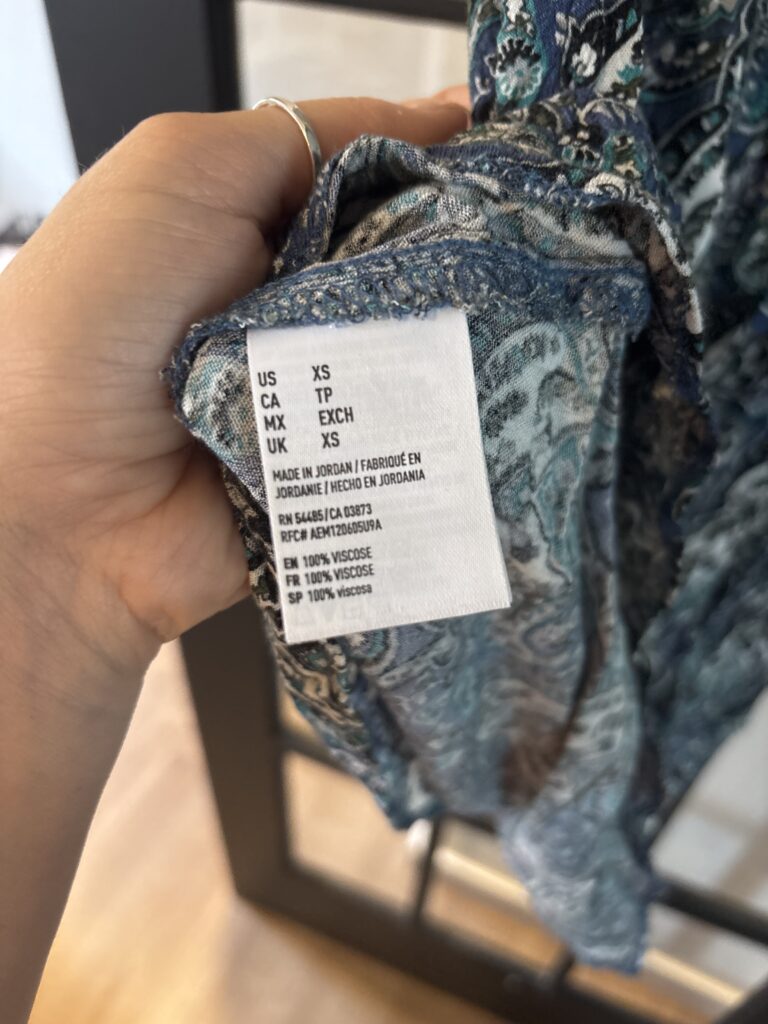 US XS
CA TP
MX EXCH
UK XS
MADE IN JORDAN / FABRIQUÉ EN
JORDANIE / HECHO EN JORDANIA
RN 54485/CA 03873
RFC# AEM120605U9A
EN 100% VISCOSE
FR 100% VISCOSE
SP 100% viscosa